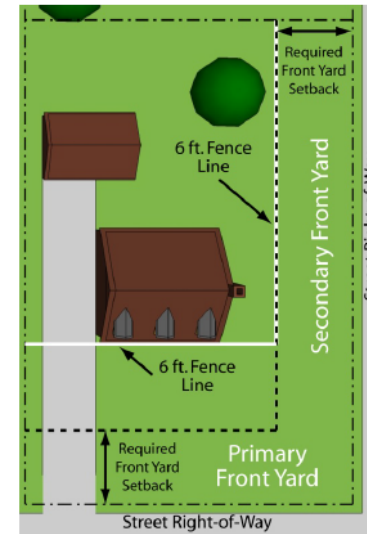 Required
Front Yard
Setback
6 ft. Fence
Line
Secondary Front Yard
6 ft. Fence
Line
Required
Front Yard
Setback
Primary
Front Yard
Street Right-of-Way